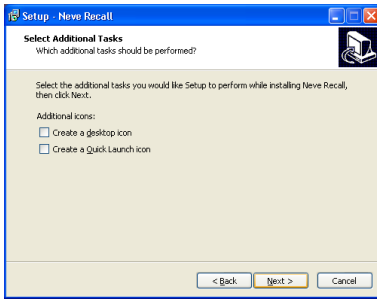 Setup - Neve Recall
Select Additional Tasks
Which additional tasks should be performed?
Select the additional tasks you would like Setup to perform while installing Neve Recall,
then click Next.
Additional icons:
Create a desktop icon
Create a Quick Launch icon
< Back
Next >
Cancel